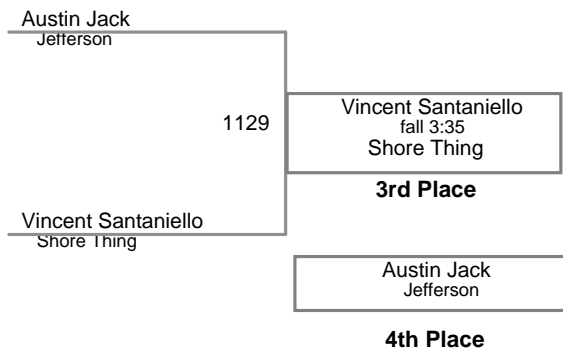 Austin Jack
Jefferson
1129
Vincent Santaniello
fall 3:35
Shore Thing
3rd Place
Vincent Santaniello
Shore Thing
Austin Jack
Jefferson
4th Place